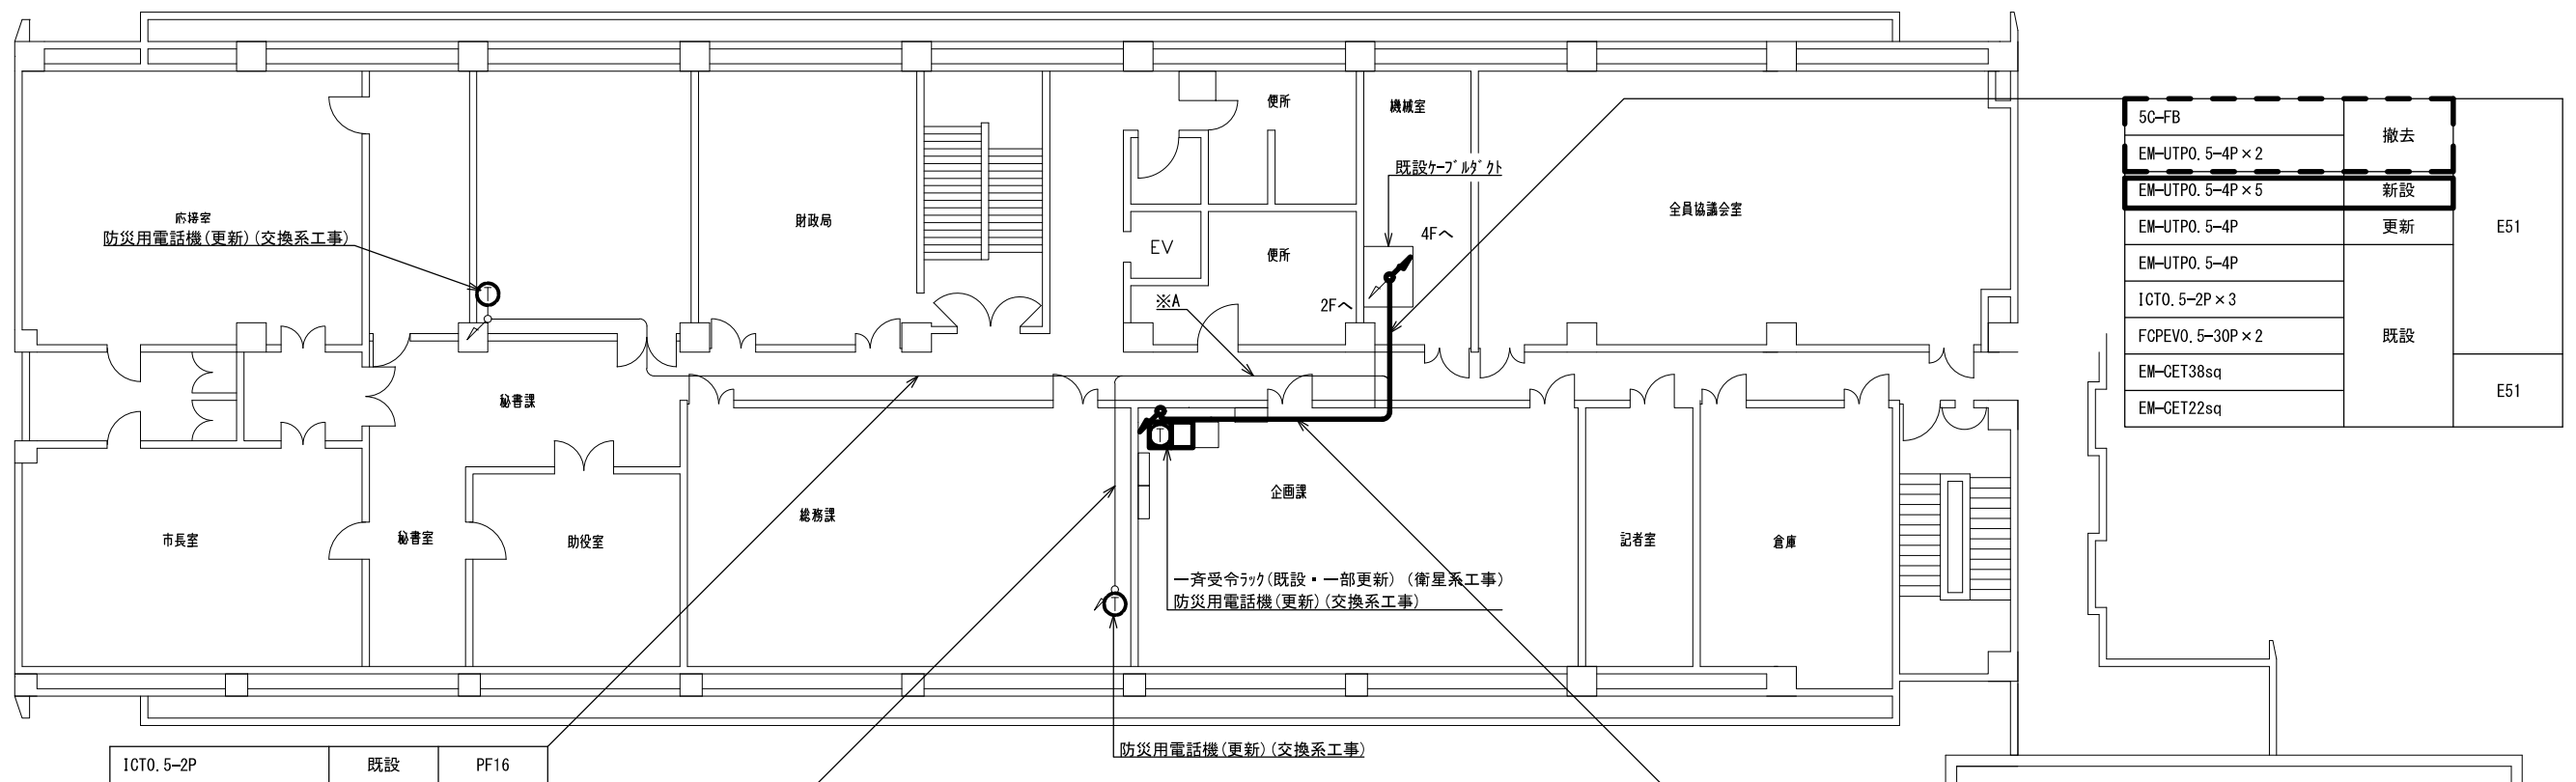 便所
機械室
5C-FB
撤去
EM-UTP0.5-4P×2
既設ケーブルダクト
EM-UTP0.5-4P×5
新設
応接室
防災用電話機(更新)(交換系工事)
財政局
全員協議会室
EM-UTP0.5-4P
更新
E51
4Fへ
EV
便所
EM-UTP0.5-4P
※A
2Fへ
ICT0.5-2P×3
FCPEV0.5-30P×2
既設
EM-CET38sq
E51
EM-CET22sq
秘書課
T
T
企画課
総務課
市長室
秘書室
助役室
記者室
倉庫
一斉受令ラック(既設・一部更新)(衛星系工事)
防災用電話機(更新)(交換系工事)
T
防災用電話機(更新)(交換系工事)
ICT0.5-2P
既設
PF16